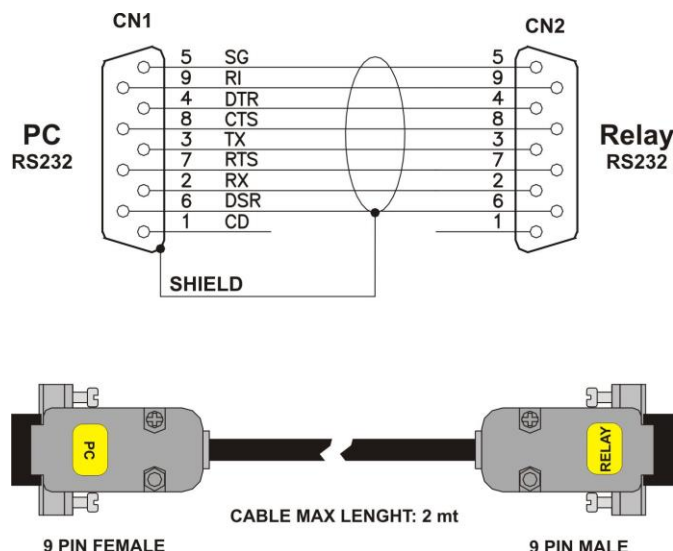 CN1
CN2
5 SG 5
9 RI 9
4 DTR 4
8 CTS 8
3 TX 3
7 RTS 7
2 RX 2
6 DSR 6
1 CD 1
PC
RS232
Relay
RS232
SHIELD
PC
RELAY
CABLE MAX LENGHT: 2 mt
9 PIN FEMALE
9 PIN MALE